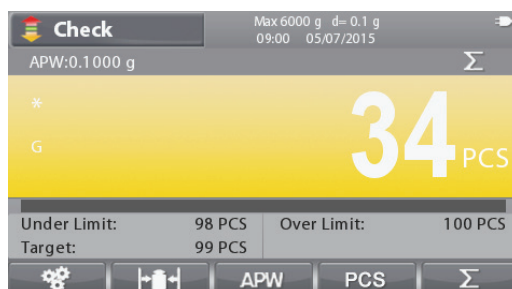 Check
Max 6000 g d= 0.1 g
09:00 05/07/2015
APW:0.1000 g
Σ
*
G
34 PCS
Under Limit: 98 PCS Over Limit: 100 PCS
Target: 99 PCS
APW PCS Σ